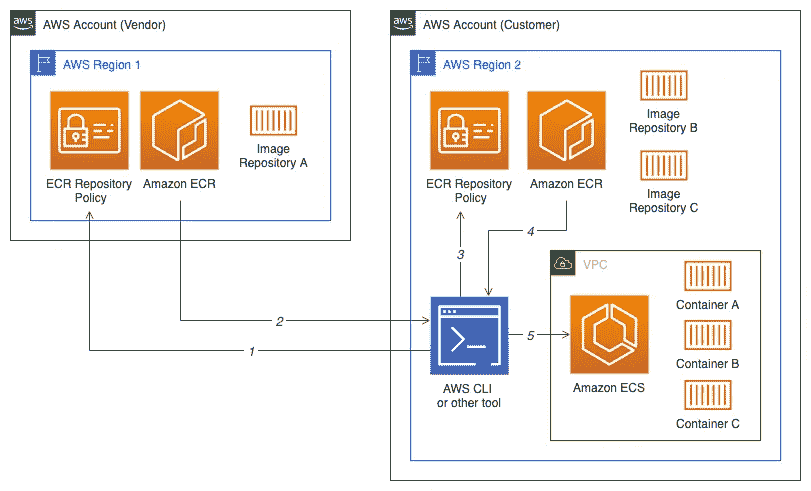 aws
AWS Account (Vendor)
AWS Region 1
ECR Repository
Policy
Amazon ECR
Image
Repository A
aws
AWS Account (Customer)
AWS Region 2
ECR Repository
Policy
Amazon ECR
Image
Repository B
Image
Repository C
3
4
VPC
Container A
2
1
5
Container B
AWS CLI
or other tool
Amazon ECS
Container C